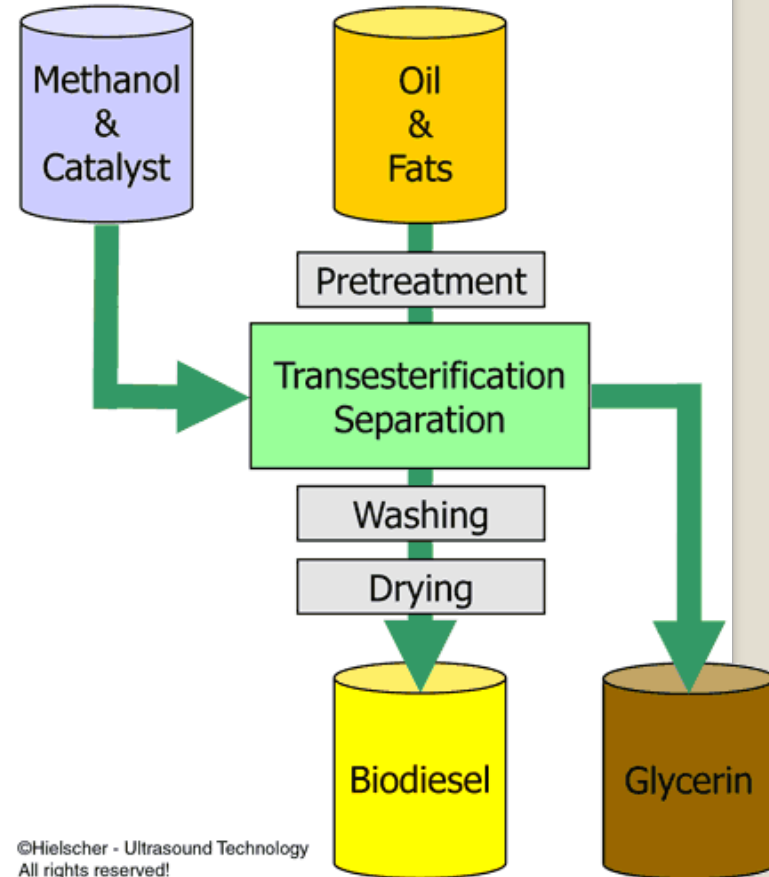 Methanol
&
Catalyst
Oil
&
Fats
Pretreatment
Transesterification
Separation
Washing
Drying
Biodiesel
Glycerin
©Hielscher - Ultrasound Technology
All rights reserved!